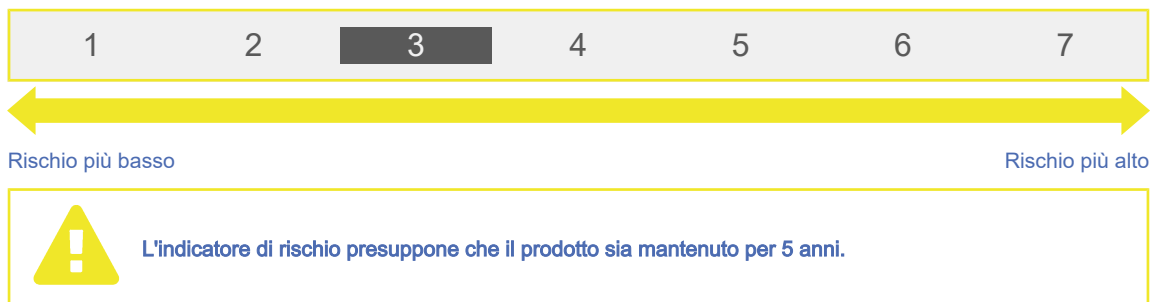 1 2 3 4 5 6 7
Rischio più basso Rischio più alto
L'indicatore di rischio presuppone che il prodotto sia mantenuto per 5 anni.